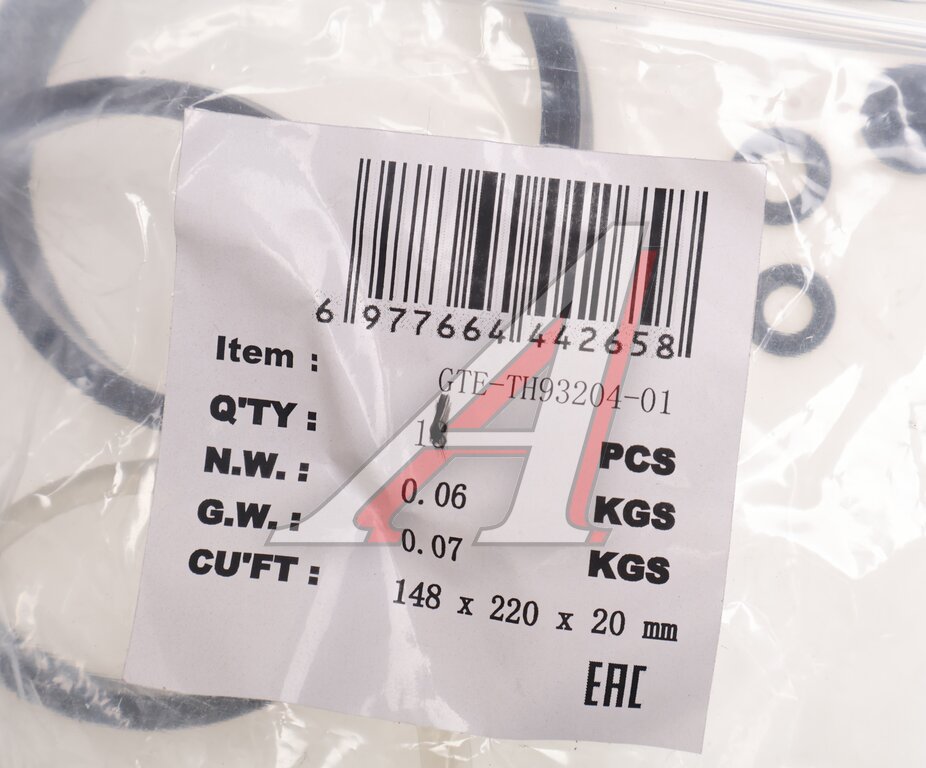 6 977664 442658
Item : GTE-TH93204-01
Q'TY : PCS
N.W. : 0.06 KGS
G.W. : 0.07 KGS
CU'FT : 148 x 220 x 20 mm
EAC